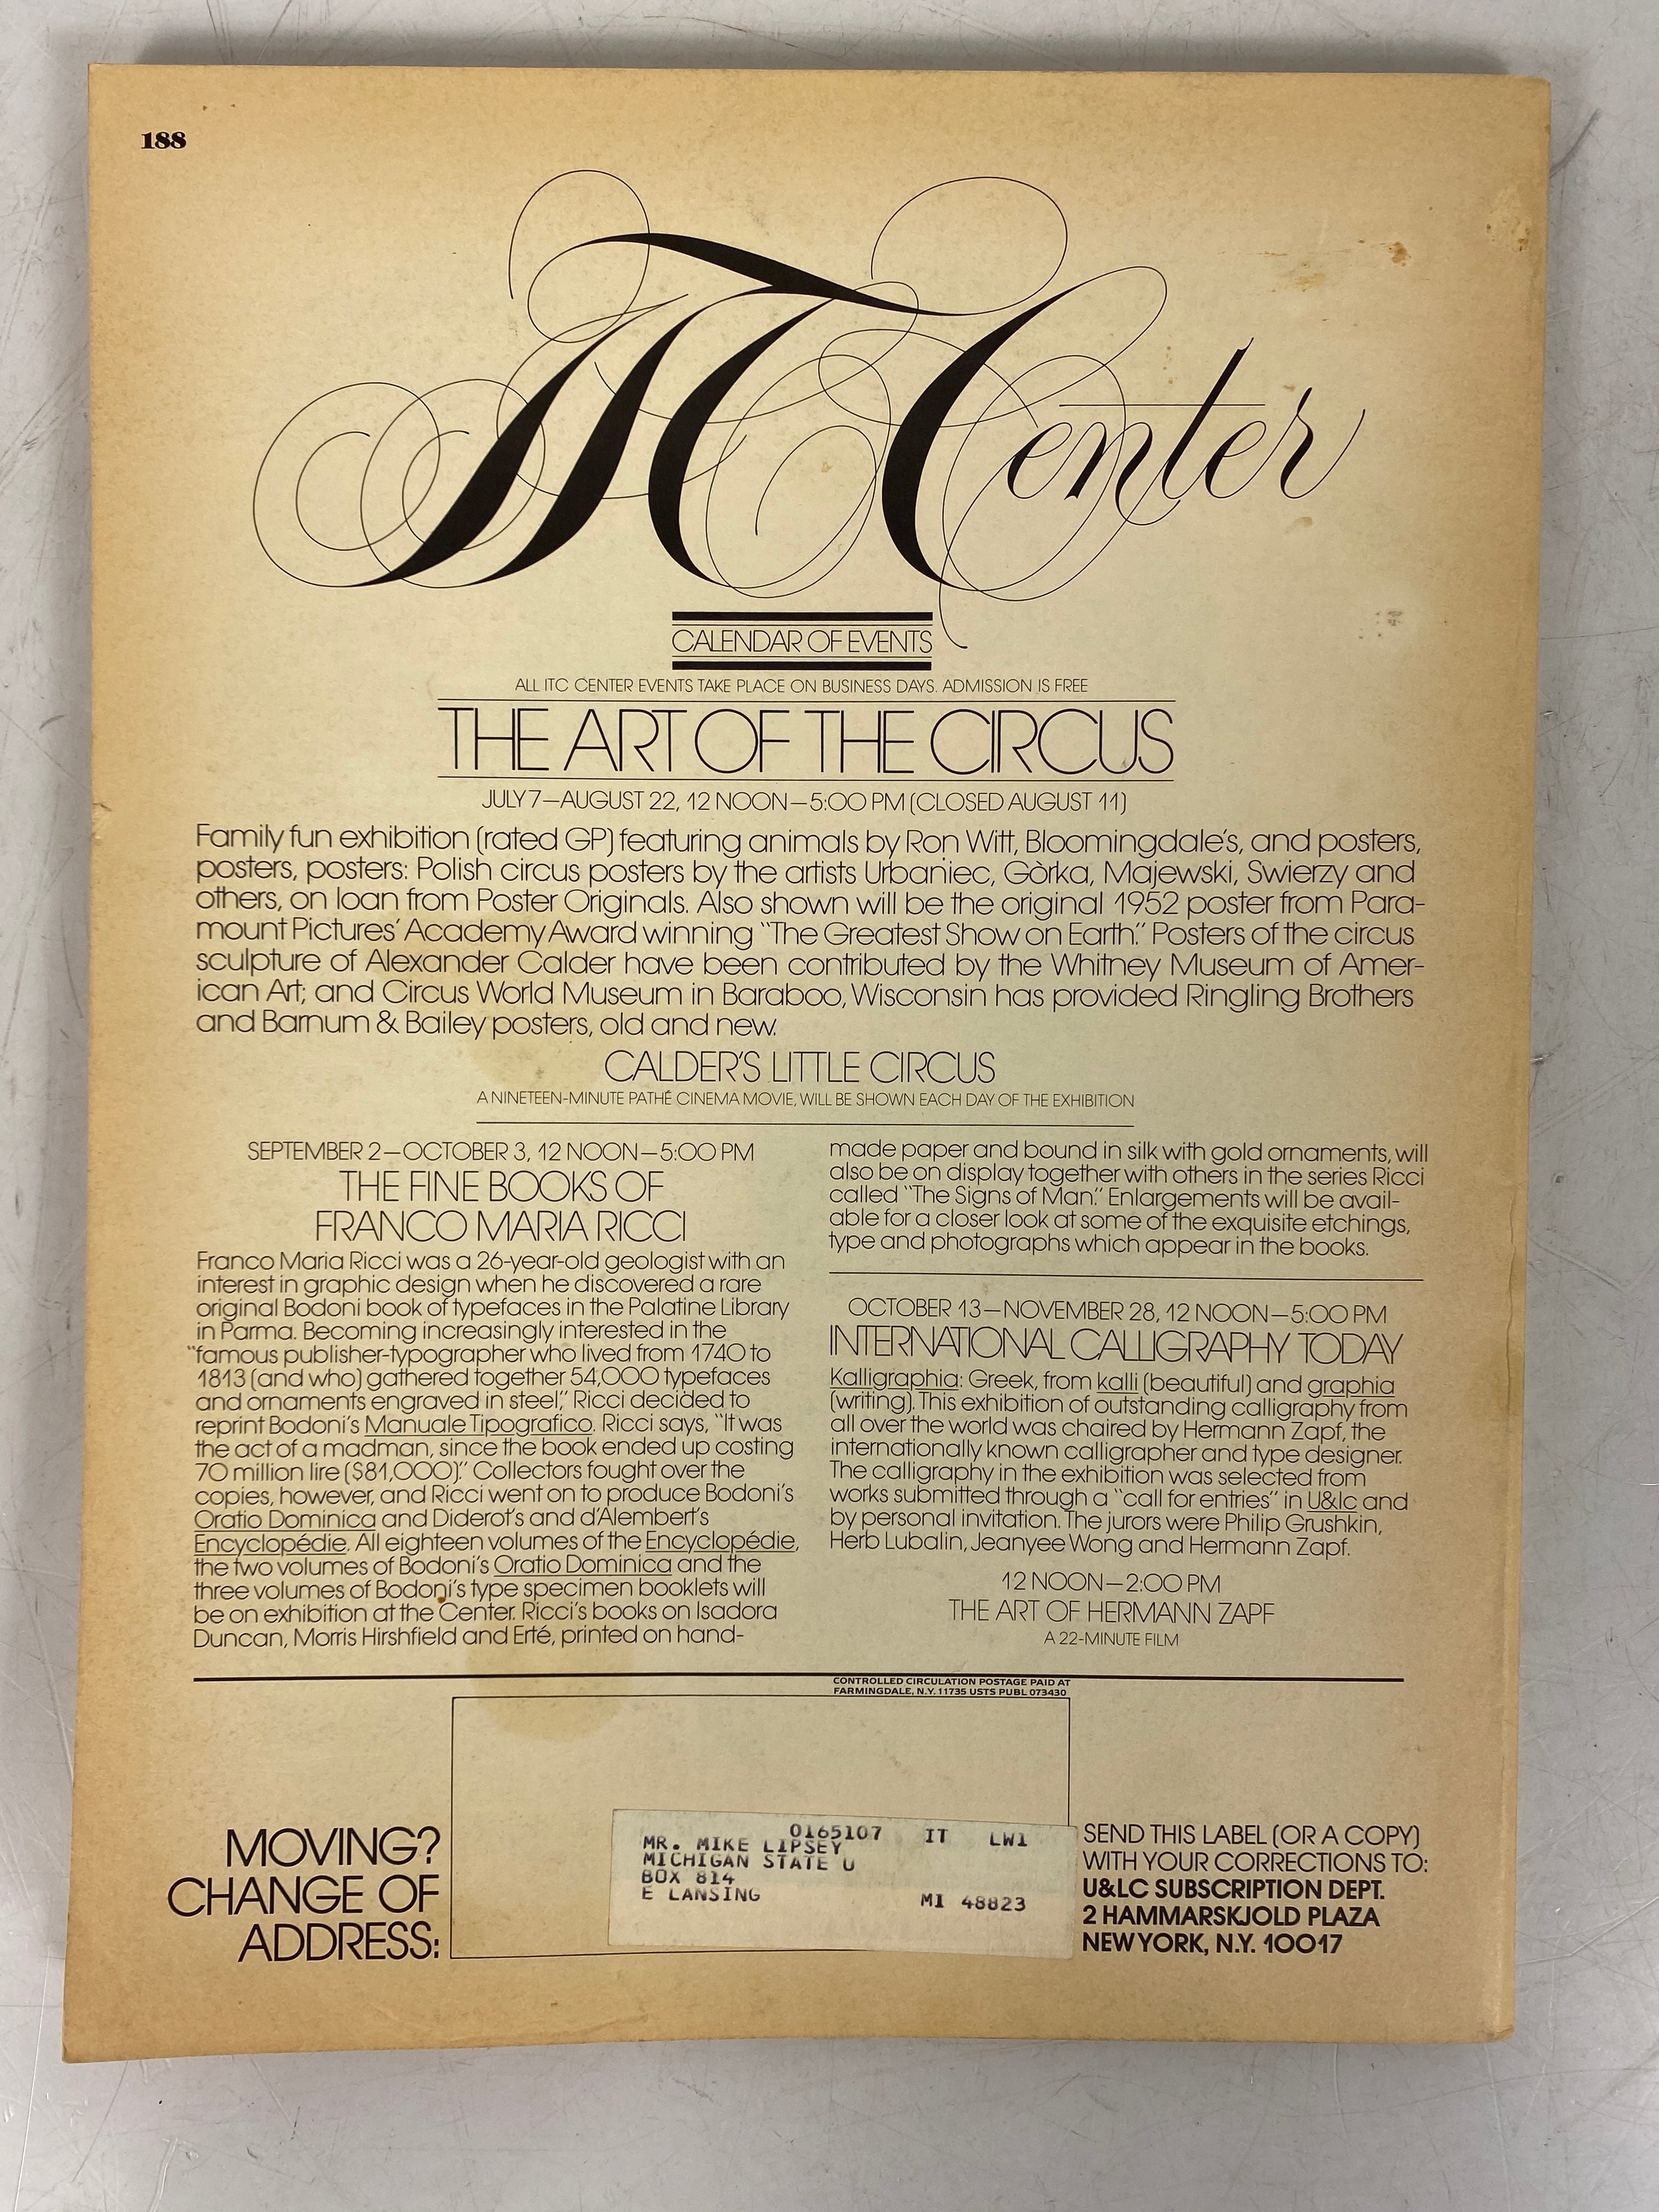 188
ITC Center
CALENDAR OF EVENTS
ALL ITC CENTER EVENTS TAKE PLACE ON BUSINESS DAYS. ADMISSION IS FREE
THE ART OF THE CIRCUS
JULY 7—AUGUST 22, 12 NOON—5:00 PM (CLOSED AUGUST 11)
Family fun exhibition (rated GP) featuring animals by Ron Witt, Bloomingdale's, and posters,
posters, posters: Polish circus posters by the artists Urbaniec, Gòrka, Majewski, Swierzy and
others, on loan from Poster Originals. Also shown will be the original 1952 poster from Para-
mount Pictures' Academy Award winning "The Greatest Show on Earth." Posters of the circus
sculpture of Alexander Calder have been contributed by the Whitney Museum of Amer-
ican Art; and Circus World Museum in Baraboo, Wisconsin has provided Ringling Brothers
and Barnum & Bailey posters, old and new.
CALDER'S LITTLE CIRCUS
A NINETEEN-MINUTE PATHÉ CINEMA MOVIE, WILL BE SHOWN EACH DAY OF THE EXHIBITION
SEPTEMBER 2—OCTOBER 3, 12 NOON—5:00 PM
THE FINE BOOKS OF
FRANCO MARIA RICCI
Franco Maria Ricci was a 26-year-old geologist with an
interest in graphic design when he discovered a rare
original Bodoni book of typefaces in the Palatine Library
in Parma. Becoming increasingly interested in the
"famous publisher-typographer who lived from 1740 to
1813 (and who) gathered together 54,000 typefaces
and ornaments engraved in steel," Ricci decided to
reprint Bodoni's Manuale Tipografico. Ricci says, "It was
the act of a madman, since the book ended up costing
70 million lire ($81,000)." Collectors fought over the
copies, however, and Ricci went on to produce Bodoni's
Oratio Dominica and Diderot's and d'Alembert's
Encyclopédie. All eighteen volumes of the Encyclopédie,
the two volumes of Bodoni's Oratio Dominica and the
three volumes of Bodoni's type specimen booklets will
be on exhibition at the Center. Ricci's books on Isadora
Duncan, Morris Hirshfield and Erté, printed on hand-
made paper and bound in silk with gold ornaments, will
also be on display together with others in the series Ricci
called "The Signs of Man." Enlargements will be avail-
able for a closer look at some of the exquisite etchings,
type and photographs which appear in the books.
OCTOBER 13—NOVEMBER 28, 12 NOON—5:00 PM
INTERNATIONAL CALLIGRAPHY TODAY
Kalligraphia: Greek, from kalli (beautiful) and graphia
(writing). This exhibition of outstanding calligraphy from
all over the world was chaired by Hermann Zapf, the
internationally known calligrapher and type designer.
The calligraphy in the exhibition was selected from
works submitted through a "call for entries" in U&lc and
by personal invitation. The jurors were Philip Grushkin,
Herb Lubalin, Jeanyee Wong and Hermann Zapf.
12 NOON—2:00 PM
THE ART OF HERMANN ZAPF
A 22-MINUTE FILM
CONTROLLED CIRCULATION POSTAGE PAID AT
FARMINGDALE, N.Y. 11735 USTS PUBL 073430
MOVING?
CHANGE OF
ADDRESS:
0165107 IT LW1
MR. MIKE LIPSEY
MICHIGAN STATE U
BOX 814
E LANSING MI 48823
SEND THIS LABEL (OR A COPY)
WITH YOUR CORRECTIONS TO:
U&LC SUBSCRIPTION DEPT.
2 HAMMARSKJOLD PLAZA
NEW YORK, N.Y. 10017